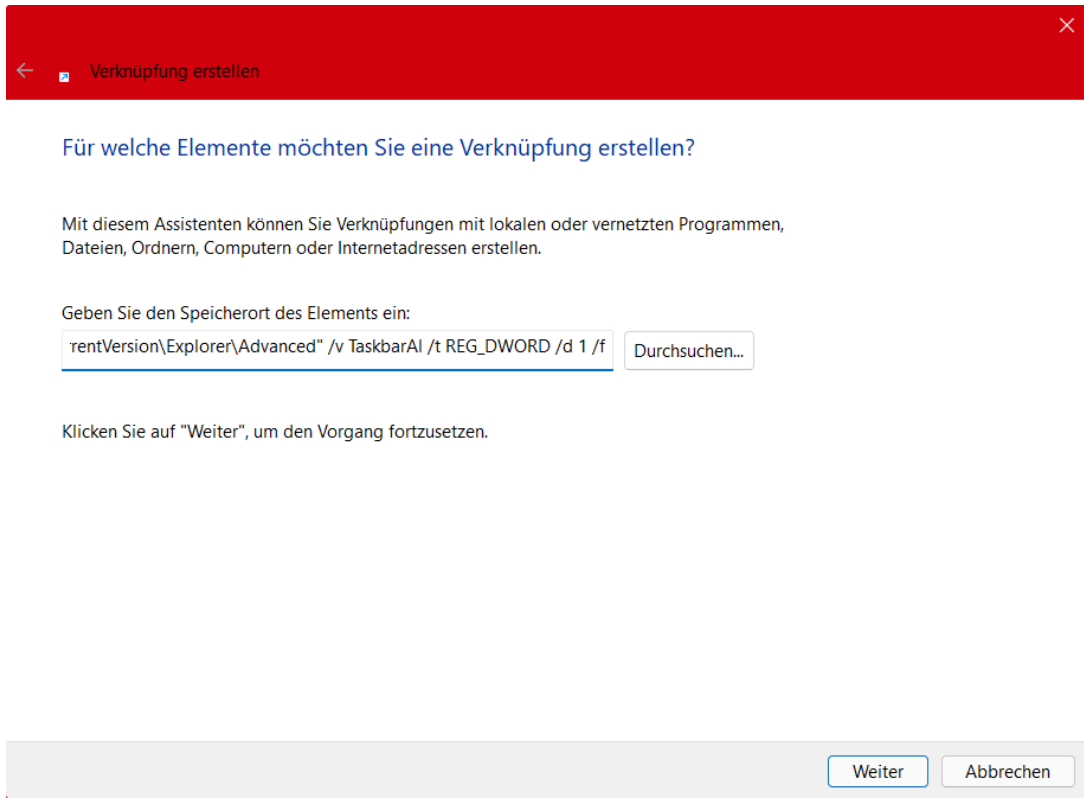 Verknüpfung erstellen
Für welche Elemente möchten Sie eine Verknüpfung erstellen?
Mit diesem Assistenten können Sie Verknüpfungen mit lokalen oder vernetzten Programmen,
Dateien, Ordnern, Computern oder Internetadressen erstellen.
Geben Sie den Speicherort des Elements ein:
rentVersion\Explorer\Advanced" /v TaskbarAl /t REG_DWORD /d 1 /f
Durchsuchen...
Klicken Sie auf "Weiter", um den Vorgang fortzusetzen.
Weiter
Abbrechen